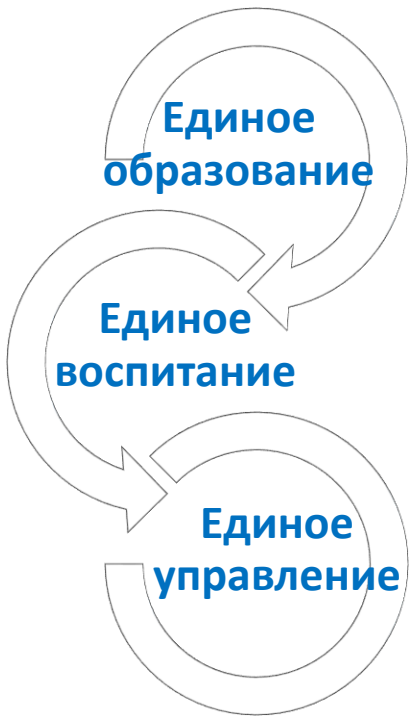 Единое
образование
Единое
воспитание
Единое
управление